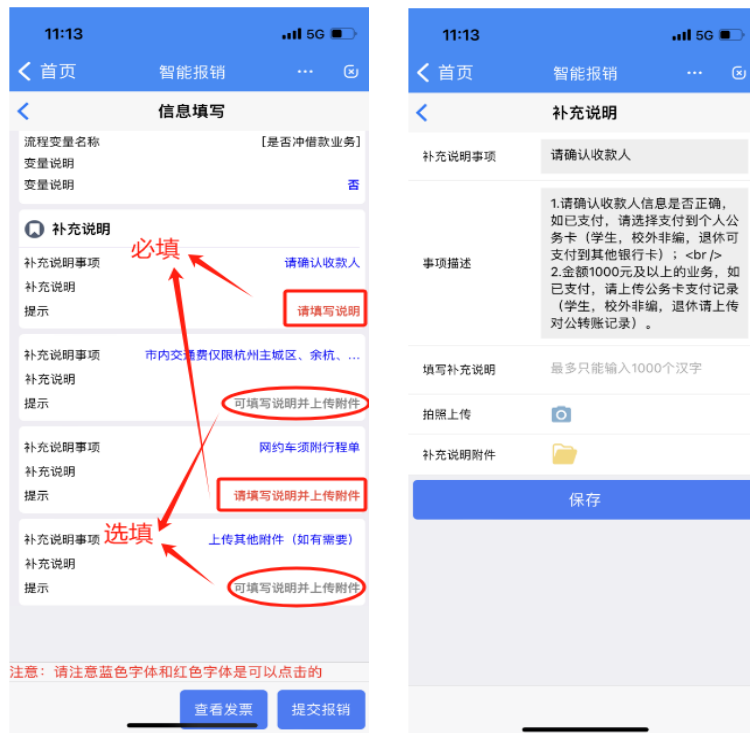 11:13
5G
首页
智能报销
信息填写
流程变量名称
[是否冲借款业务]
变量说明
变量说明
否
补充说明
必填
补充说明事项
请确认收款人
补充说明
提示
请填写说明
补充说明事项
市内交通费仅限杭州主城区、余杭、...
补充说明
提示
可填写说明并上传附件
补充说明事项
网约车须附行程单
补充说明
提示
请填写说明并上传附件
选填
补充说明事项
上传其他附件（如有需要）
补充说明
提示
可填写说明并上传附件
注意：请注意蓝色字体和红色字体是可以点击的
查看发票
提交报销
11:13
5G
首页
智能报销
补充说明
补充说明事项
请确认收款人
事项描述
1.请确认收款人信息是否正确，
如已支付，请选择支付到个人公
务卡（学生，校外非编，退休可
支付到其他银行卡）；<br />
2.金额1000元及以上的业务，如
已支付，请上传公务卡支付记录
（学生，校外非编，退休请上传
对公转账记录）。
填写补充说明
最多只能输入1000个汉字
拍照上传
补充说明附件
保存